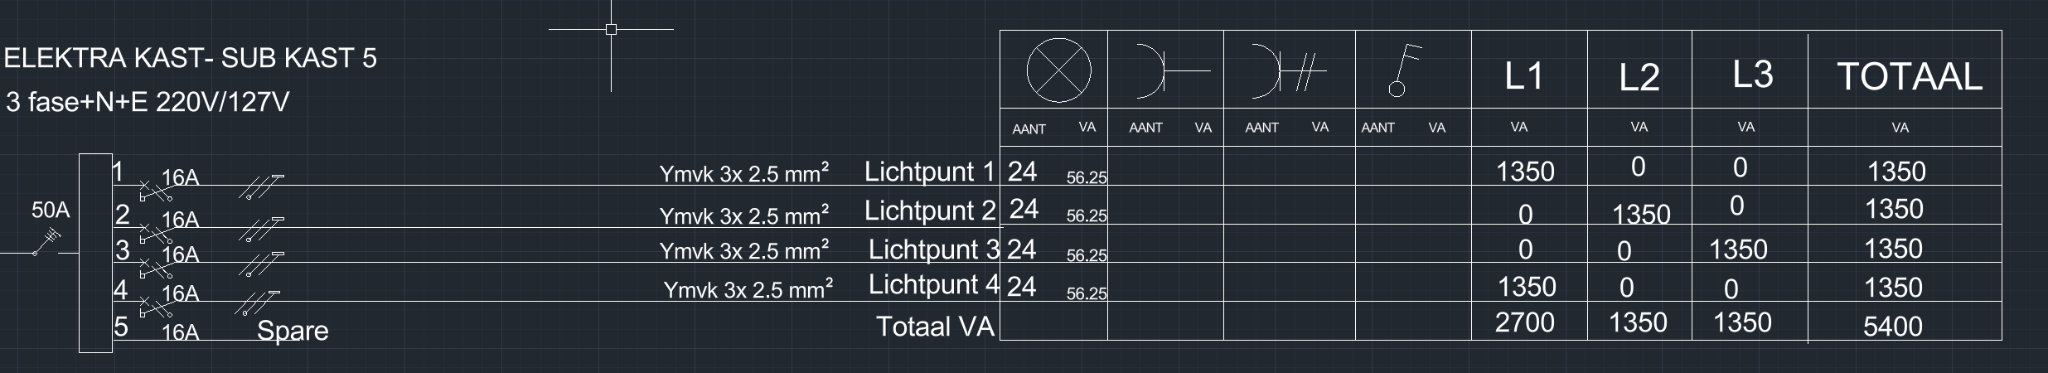 ELEKTRA KAST- SUB KAST 5
3 fase+N+E 220V/127V
L1 L2 L3 TOTAAL
AANT VA AANT VA AANT VA AANT VA VA VA VA VA
1 16A Ymvk 3x 2.5 mm² Lichtpunt 1 24 56.25 1350 0 0 1350
50A
2 16A Ymvk 3x 2.5 mm² Lichtpunt 2 24 56.25 0 1350 0 1350
3 16A Ymvk 3x 2.5 mm² Lichtpunt 3 24 56.25 0 0 1350 1350
4 16A Ymvk 3x 2.5 mm² Lichtpunt 4 24 56.25 1350 0 0 1350
5 16A Spare Totaal VA 2700 1350 1350 5400